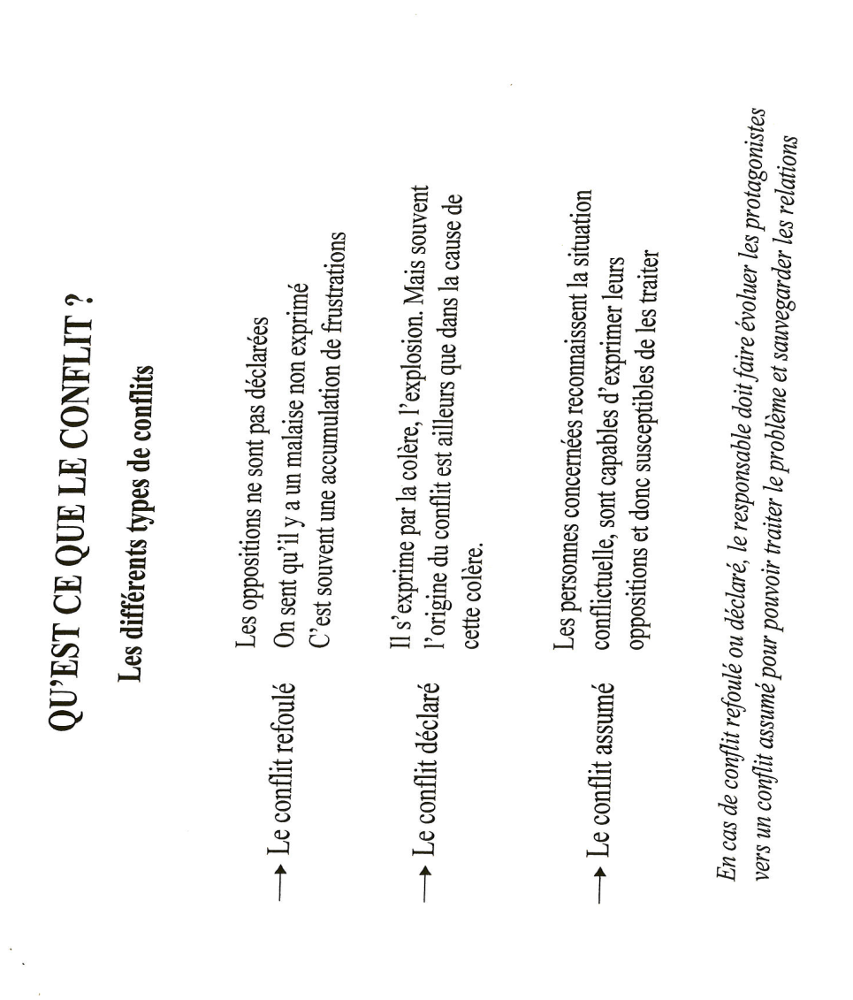 QU'EST CE QUE LE CONFLIT ?
Les différents types de conflits
→ Le conflit refoulé
Les oppositions ne sont pas déclarées
On sent qu'il y a un malaise non exprimé
C'est souvent une accumulation de frustrations
→ Le conflit déclaré
Il s'exprime par la colère, l'explosion. Mais souvent
l'origine du conflit est ailleurs que dans la cause de
cette colère.
→ Le conflit assumé
Les personnes concernées reconnaissent la situation
conflictuelle, sont capables d'exprimer leurs
oppositions et donc susceptibles de les traiter
En cas de conflit refoulé ou déclaré, le responsable doit faire évoluer les protagonistes
vers un conflit assumé pour pouvoir traiter le problème et sauvegarder les relations